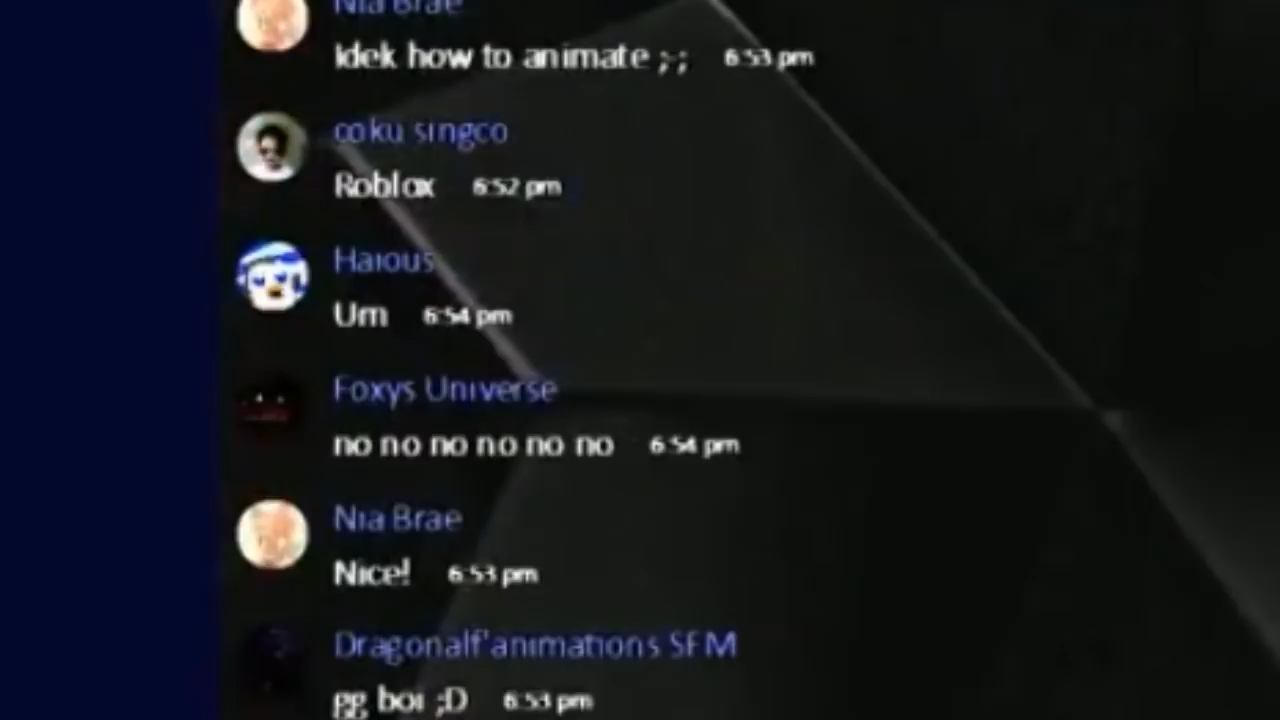 Nia Brae
Idek how to animate ;-; 6:53 pm
coku singco
Roblox 6:52 pm
Haious
Um 6:54 pm
Foxys Universe
no no no no no no 6:54 pm
Nia Brae
Nice! 6:53 pm
Dragonalf'animations SFM
gg boi ;D 6:53 pm